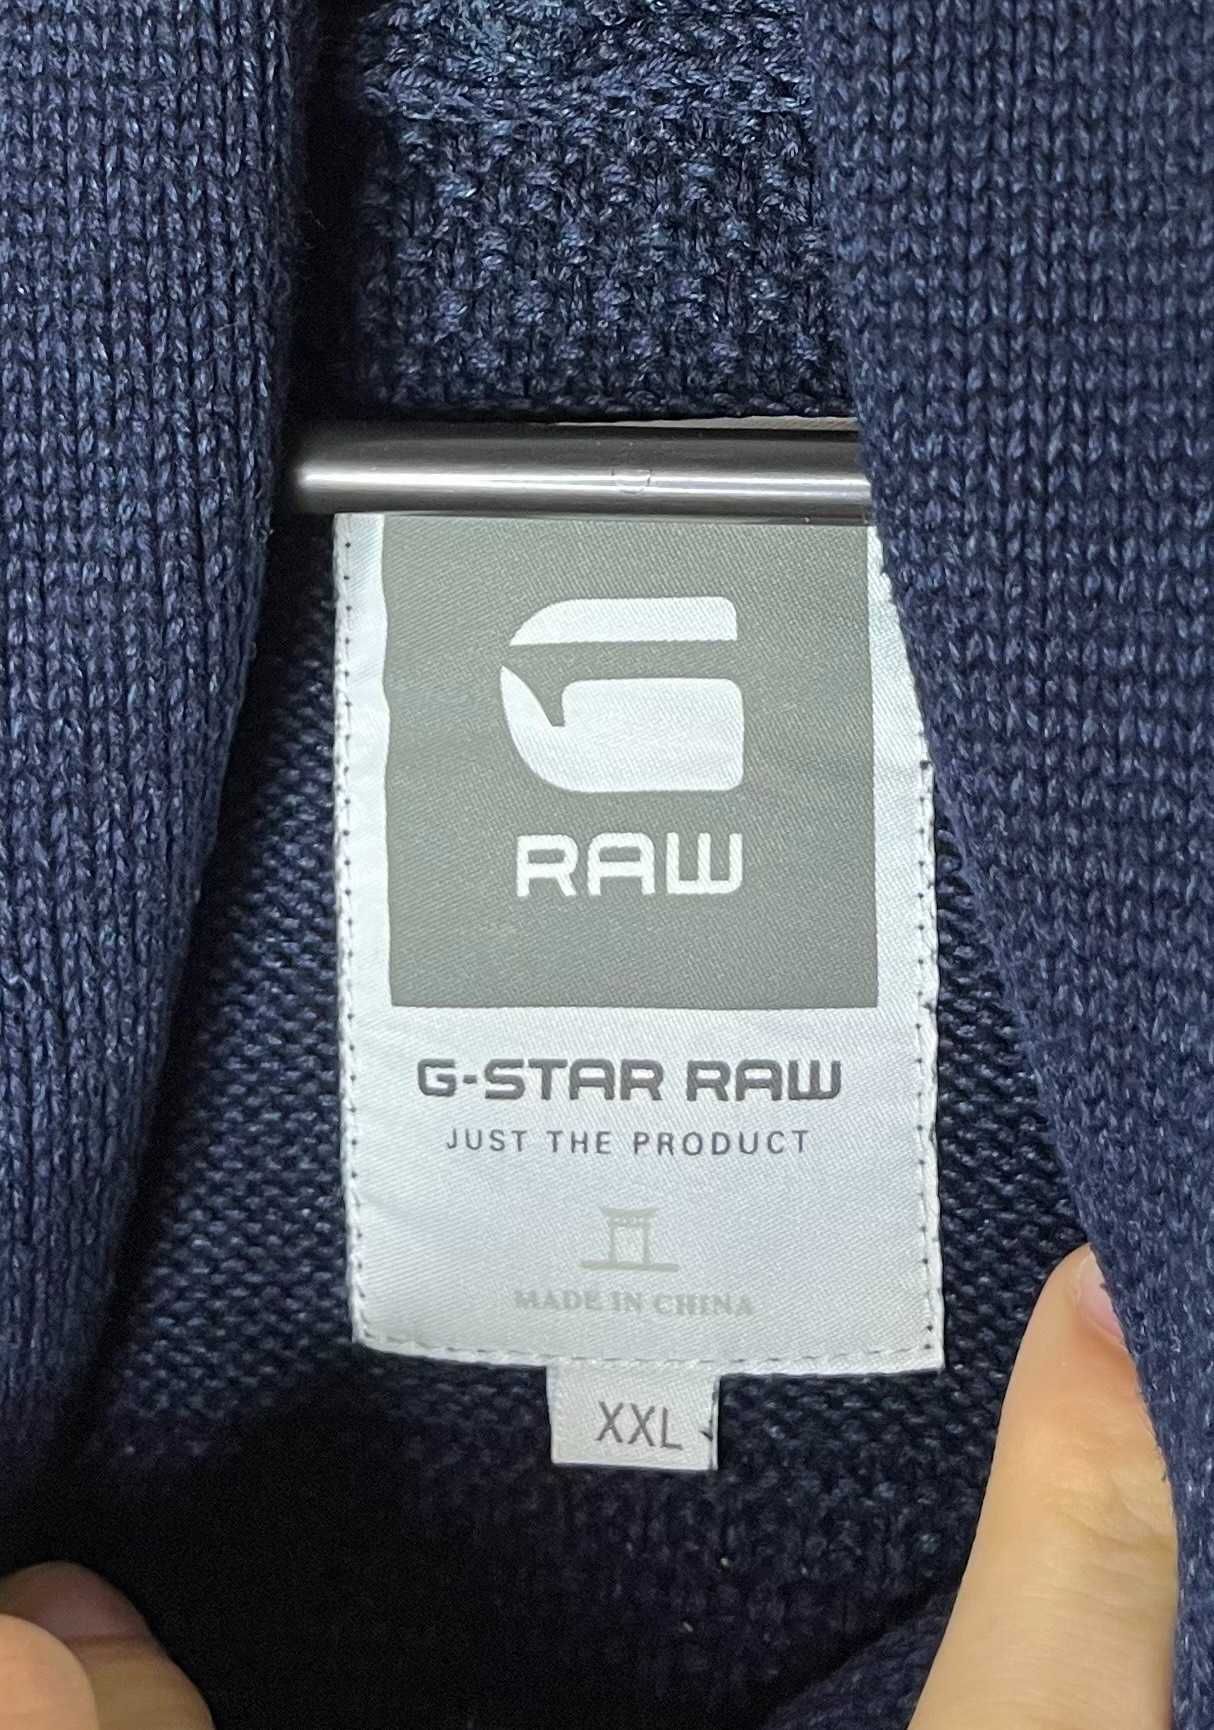 G
RAW
G-STAR RAW
JUST THE PRODUCT
MADE IN CHINA
XXL